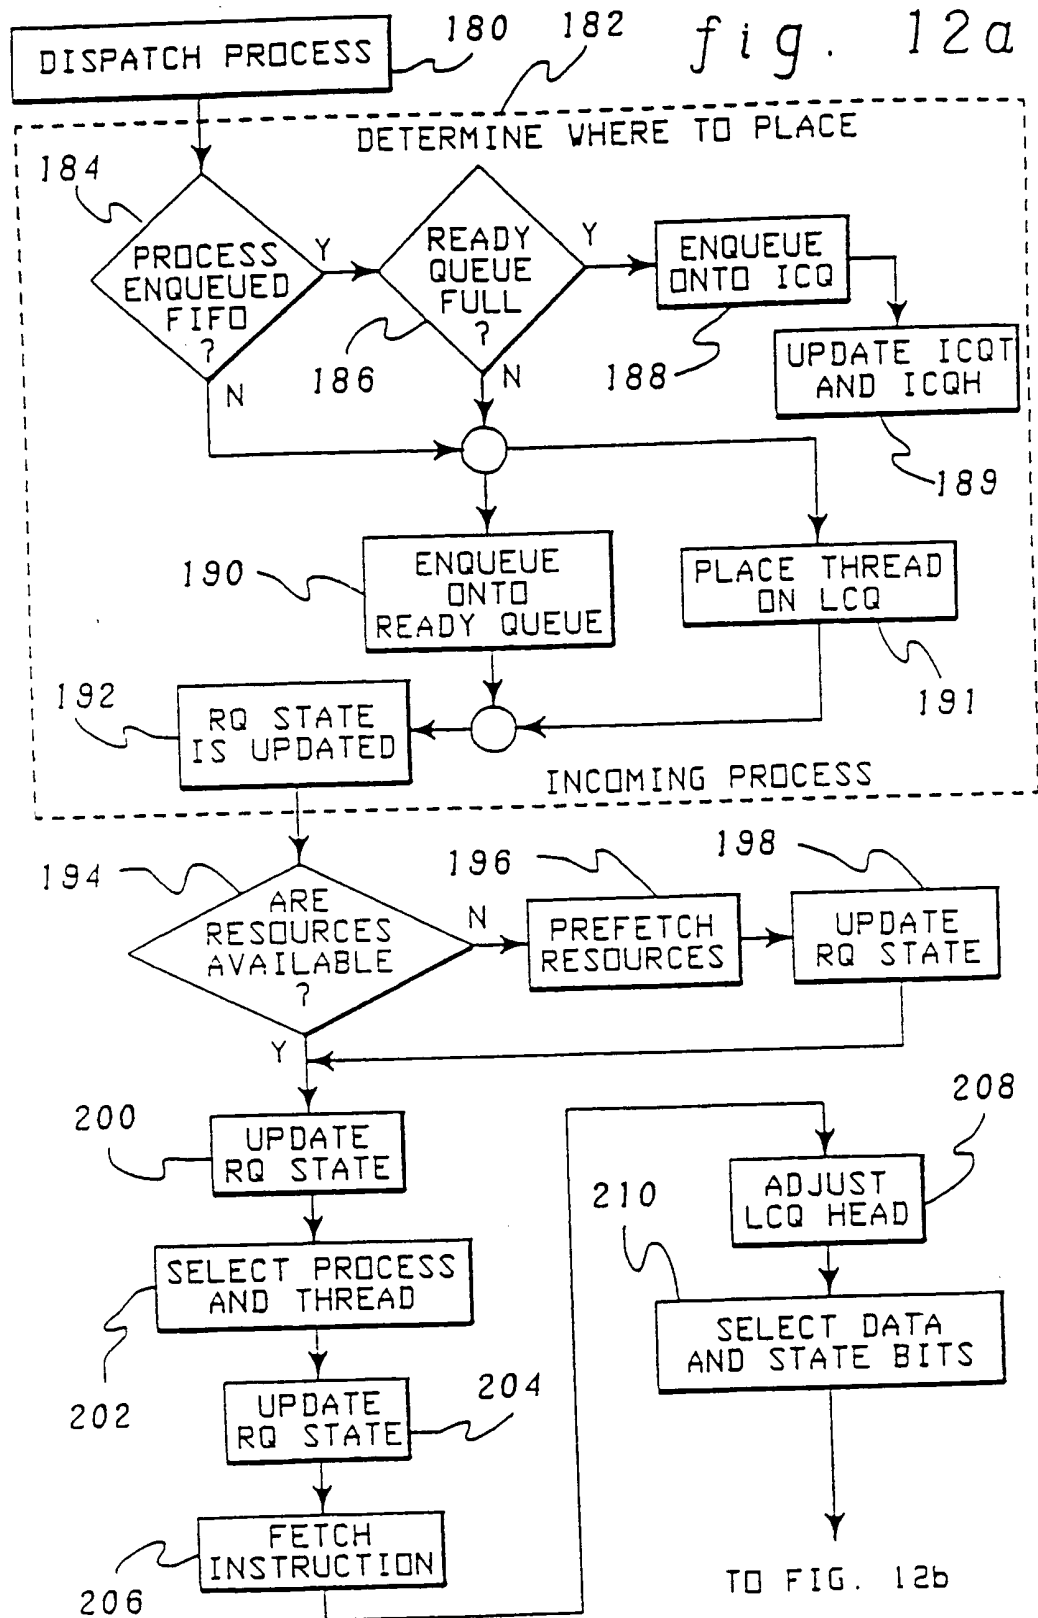 fig. 12a
180
182
DISPATCH PROCESS
DETERMINE WHERE TO PLACE
184
PROCESS
ENQUEUED
FIFO
?
Y
N
READY
QUEUE
FULL
?
186
Y
N
ENQUEUE
ONTO ICQ
188
UPDATE ICQT
AND ICQH
189
190
ENQUEUE
ONTO
READY QUEUE
PLACE THREAD
ON LCQ
191
192
RQ STATE
IS UPDATED
INCOMING PROCESS
194
ARE
RESOURCES
AVAILABLE
?
N
Y
196
PREFETCH
RESOURCES
198
UPDATE
RQ STATE
200
UPDATE
RQ STATE
SELECT PROCESS
AND THREAD
202
UPDATE
RQ STATE
204
FETCH
INSTRUCTION
206
208
ADJUST
LCQ HEAD
210
SELECT DATA
AND STATE BITS
TO FIG. 12b